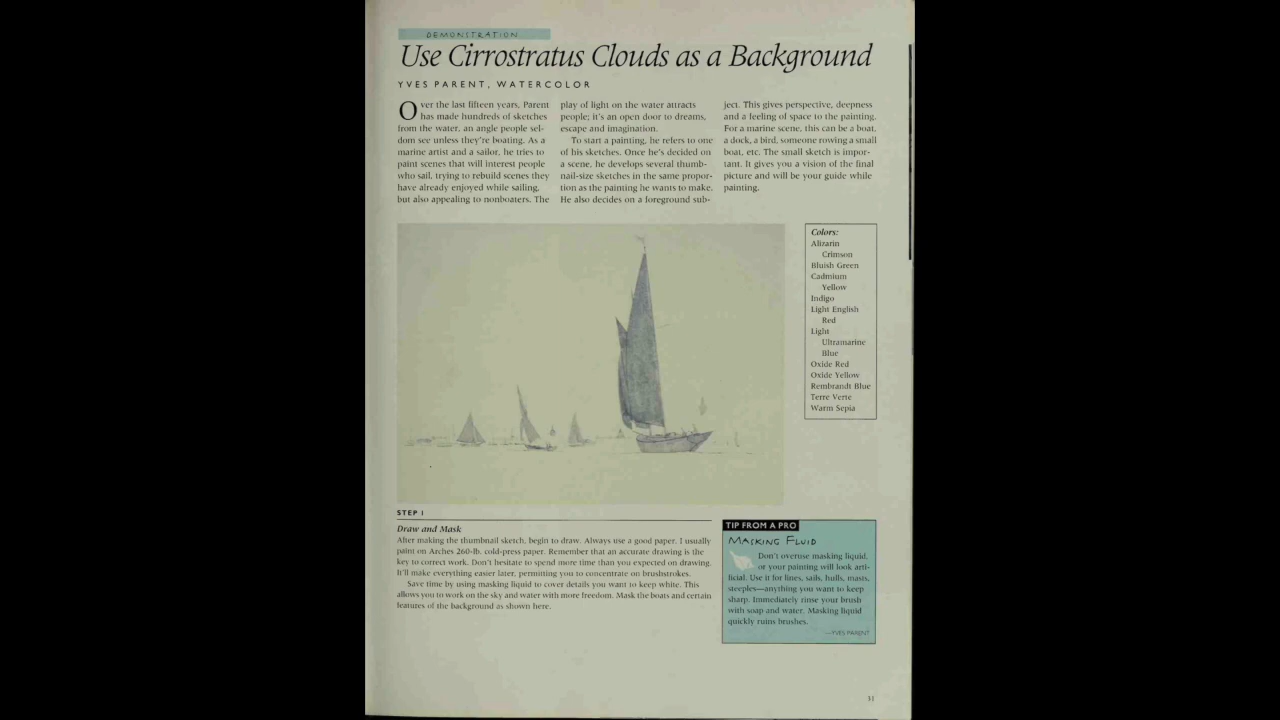 DEMONSTRATION
Use Cirrostratus Clouds as a Background
YVES PARENT, WATERCOLOR
Over the last fifteen years, Parent
has made hundreds of sketches
from the water, an angle people sel-
dom see unless they're boating. As a
marine artist and a sailor, he tries to
paint scenes that will interest people
who sail, trying to rebuild scenes they
have already enjoyed while sailing,
but also appealing to nonboaters. The
play of light on the water attracts
people; it's an open door to dreams,
escape and imagination.
To start a painting, he refers to one
of his sketches. Once he's decided on
a scene, he develops several thumb-
nail-size sketches in the same propor-
tion as the painting he wants to make.
He also decides on a foreground sub-
ject. This gives perspective, deepness
and a feeling of space to the painting.
For a marine scene, this can be a boat,
a dock, a bird, someone rowing a small
boat, etc. The small sketch is impor-
tant. It gives you a vision of the final
picture and will be your guide while
painting.
Colors:
Alizarin
Crimson
Bluish Green
Cadmium
Yellow
Indigo
Light English
Red
Light
Ultramarine
Blue
Oxide Red
Oxide Yellow
Rembrandt Blue
Terre Verte
Warm Sepia
STEP 1
Draw and Mask
After making the thumbnail sketch, begin to draw. Always use a good paper. I usually
paint on Arches 260-lb. cold-press paper. Remember that an accurate drawing is the
key to correct work. Don't hesitate to spend more time than you expected on drawing.
It'll make everything easier later, permitting you to concentrate on brushstrokes.
Save time by using masking liquid to cover details you want to keep white. This
allows you to work on the sky and water with more freedom. Mask the boats and certain
features of the background as shown here.
TIP FROM A PRO
MASKING FLUID
Don't overuse masking liquid,
or your painting will look arti-
ficial. Use it for lines, sails, hulls, masts,
steeples—anything you want to keep
sharp. Immediately rinse your brush
with soap and water. Masking liquid
quickly ruins brushes.
—YVES PARENT
31